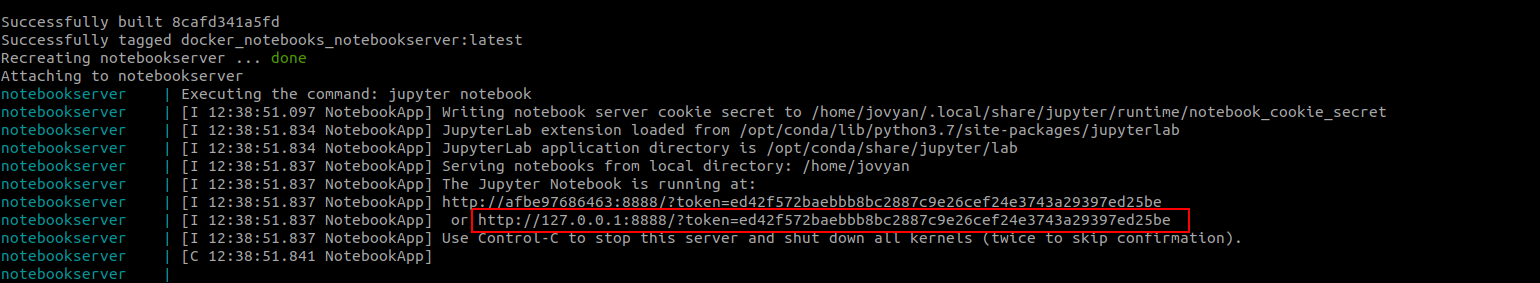 Successfully built 8cafd341a5fd
Successfully tagged docker_notebooks_notebookserver:latest
Recreating notebookserver ... done
Attaching to notebookserver
notebookserver    | Executing the command: jupyter notebook
notebookserver    | [I 12:38:51.097 NotebookApp] Writing notebook server cookie secret to /home/jovyan/.local/share/jupyter/runtime/notebook_cookie_secret
notebookserver    | [I 12:38:51.834 NotebookApp] JupyterLab extension loaded from /opt/conda/lib/python3.7/site-packages/jupyterlab
notebookserver    | [I 12:38:51.834 NotebookApp] JupyterLab application directory is /opt/conda/share/jupyter/lab
notebookserver    | [I 12:38:51.837 NotebookApp] Serving notebooks from local directory: /home/jovyan
notebookserver    | [I 12:38:51.837 NotebookApp] The Jupyter Notebook is running at:
notebookserver    | [I 12:38:51.837 NotebookApp] http://afbe97686463:8888/?token=ed42f572baebbb8bc2887c9e26cef24e3743a29397ed25be
notebookserver    | [I 12:38:51.837 NotebookApp]  or http://127.0.0.1:8888/?token=ed42f572baebbb8bc2887c9e26cef24e3743a29397ed25be
notebookserver    | [I 12:38:51.837 NotebookApp] Use Control-C to stop this server and shut down all kernels (twice to skip confirmation).
notebookserver    | [C 12:38:51.841 NotebookApp]
notebookserver    |